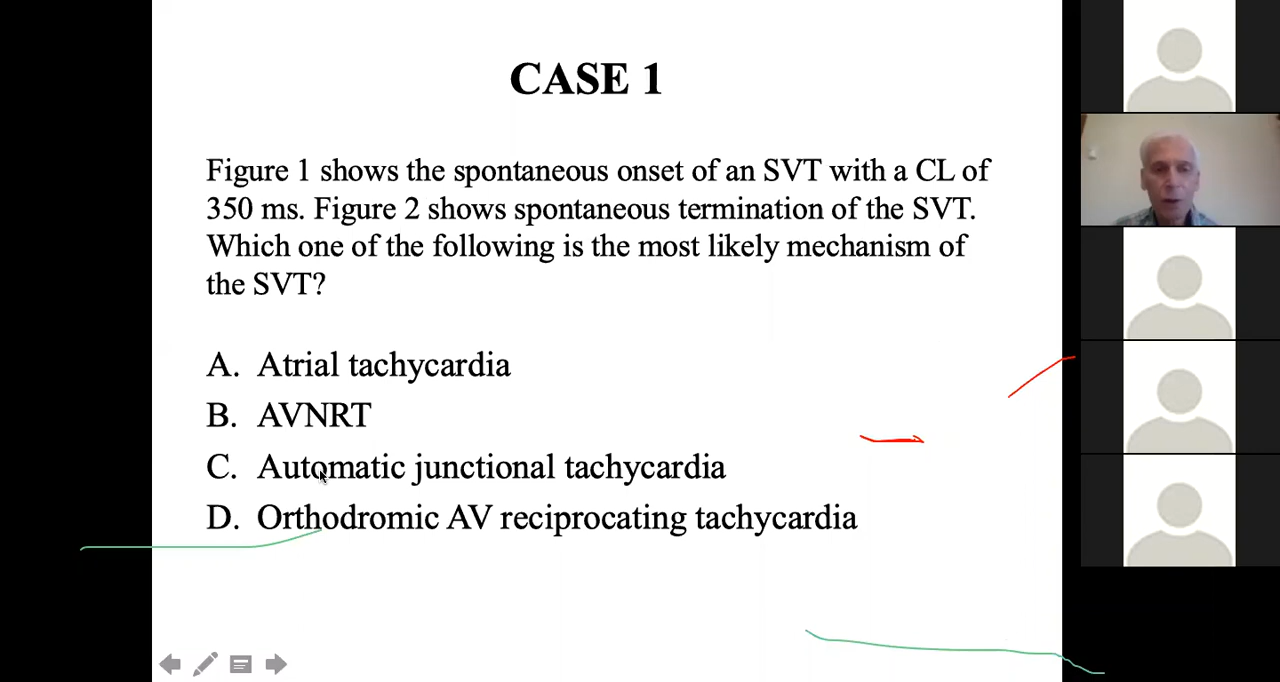 CASE 1
Figure 1 shows the spontaneous onset of an SVT with a CL of
350 ms. Figure 2 shows spontaneous termination of the SVT.
Which one of the following is the most likely mechanism of
the SVT?
A. Atrial tachycardia
B. AVNRT
C. Automatic junctional tachycardia
D. Orthodromic AV reciprocating tachycardia